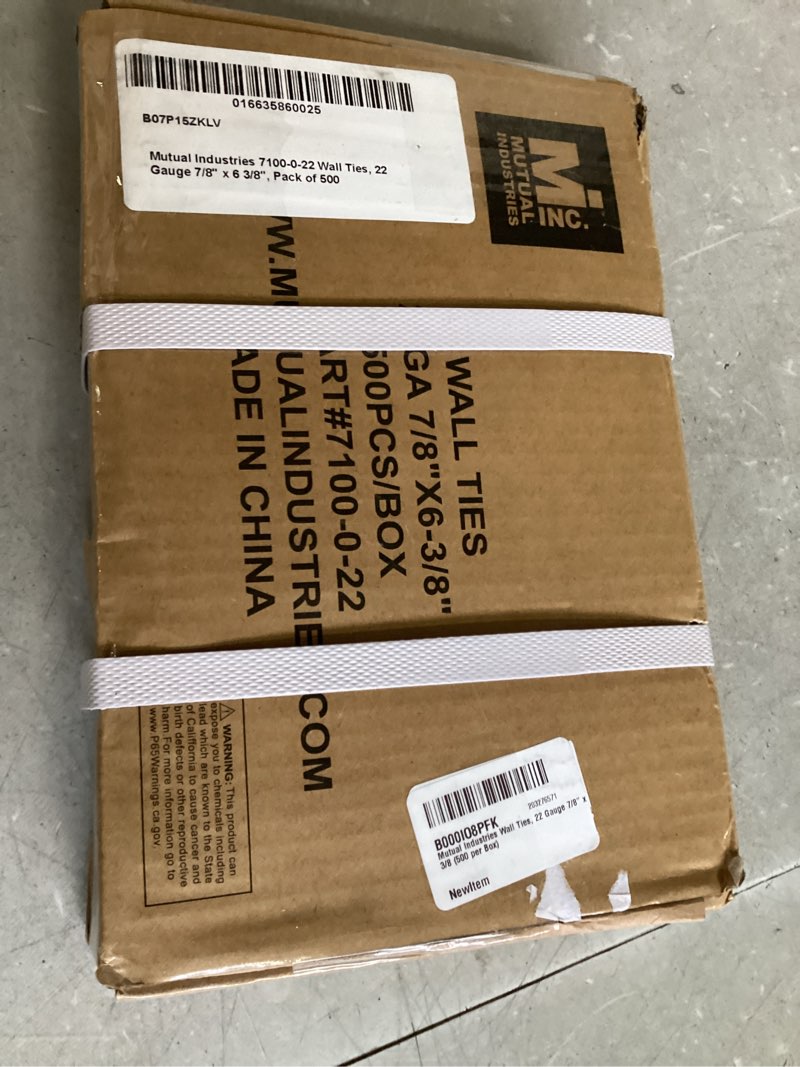 016635860025
B07P15ZKLV
Mutual Industries 7100-0-22 Wall Ties, 22
Gauge 7/8" x 6 3/8", Pack of 500
Mi
INC.
MUTUAL
INDUSTRIES
WALL TIES
GA 7/8"X6-3/8"
500PCS/BOX
ART#7100-0-22
W.MU UALINDUSTRIE .COM
ADE IN CHINA
WARNING: This product can
expose you to chemicals including
lead which are known to the State
of Califfornia to cause cancer and
birth defects or other reproductive
harm.For more information go to
www.P65Warnings.ca.gov.
B000IO8PFK
Mutual Industries Wall Ties, 22 Gauge 7/8" x
3/8 (500 per Box)
NewItem